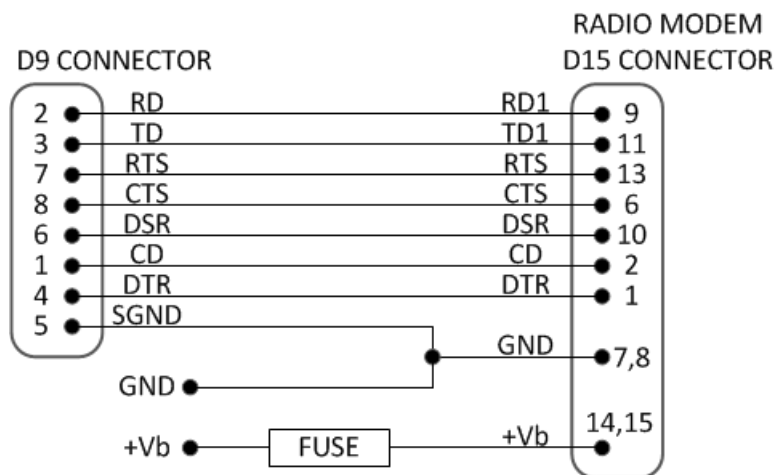 RADIO MODEM
D9 CONNECTOR D15 CONNECTOR
2 RD RD1 9
3 TD TD1 11
7 RTS RTS 13
8 CTS CTS 6
6 DSR DSR 10
1 CD CD 2
4 DTR DTR 1
5 SGND
GND 7,8
GND
14,15
+Vb FUSE +Vb